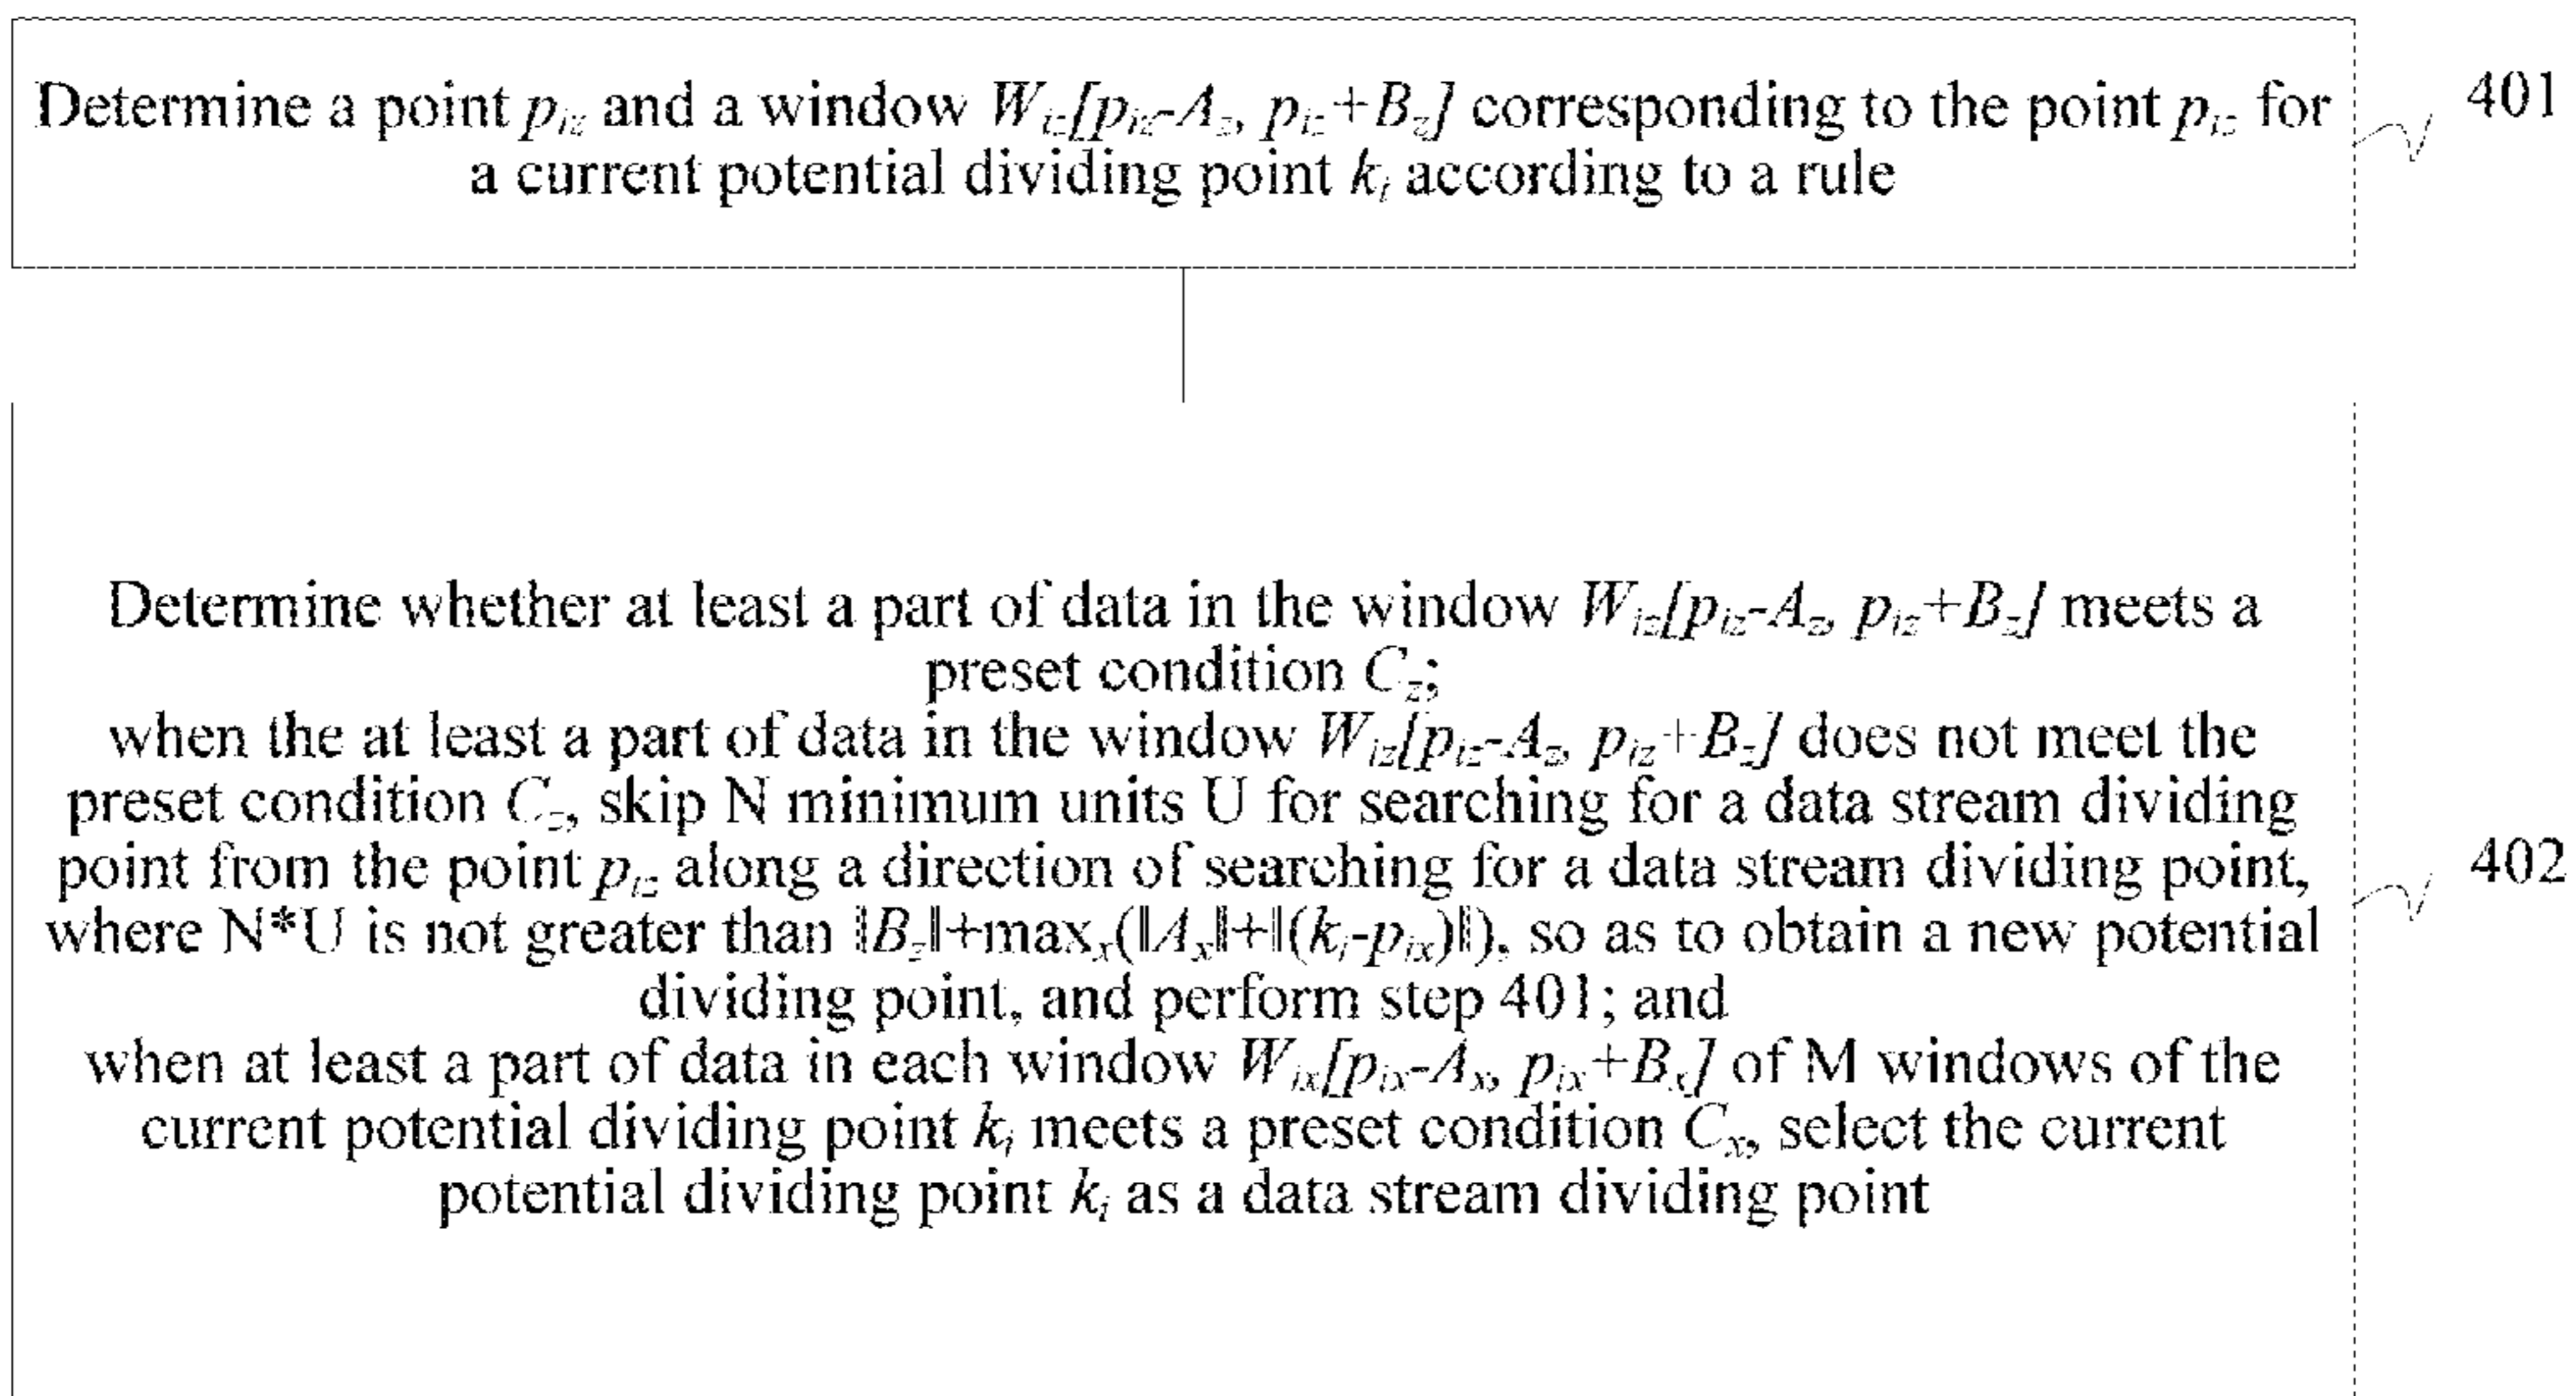 Determine a point p_iz and a window W_iz[p_iz-A_z, p_iz+B_z] corresponding to the point p_iz for
401
a current potential dividing point k_i according to a rule
Determine whether at least a part of data in the window W_iz[p_iz-A_z, p_iz+B_z] meets a
preset condition C_z;
when the at least a part of data in the window W_iz[p_iz-A_z, p_iz+B_z] does not meet the
preset condition C_z, skip N minimum units U for searching for a data stream dividing
point from the point p_iz along a direction of searching for a data stream dividing point,
402
where N*U is not greater than ‖B_z‖+max_x(‖A_x‖+‖(k_i-p_ix)‖), so as to obtain a new potential
dividing point, and perform step 401; and
when at least a part of data in each window W_ix[p_ix-A_x, p_ix+B_x] of M windows of the
current potential dividing point k_i meets a preset condition C_x, select the current
potential dividing point k_i as a data stream dividing point